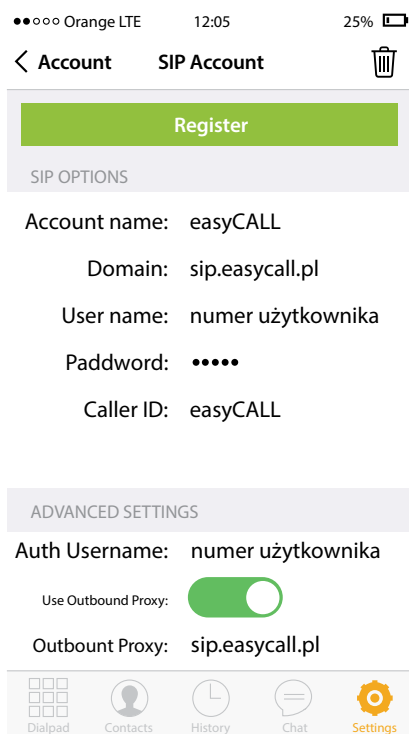 Orange LTE 12:05 25%
Account SIP Account
Register
SIP OPTIONS
Account name: easyCALL
Domain: sip.easycall.pl
User name: numer użytkownika
Paddword: •••••
Caller ID: easyCALL
ADVANCED SETTINGS
Auth Username: numer użytkownika
Use Outbound Proxy:
Outbount Proxy: sip.easycall.pl
Dialpad Contacts History Chat Settings